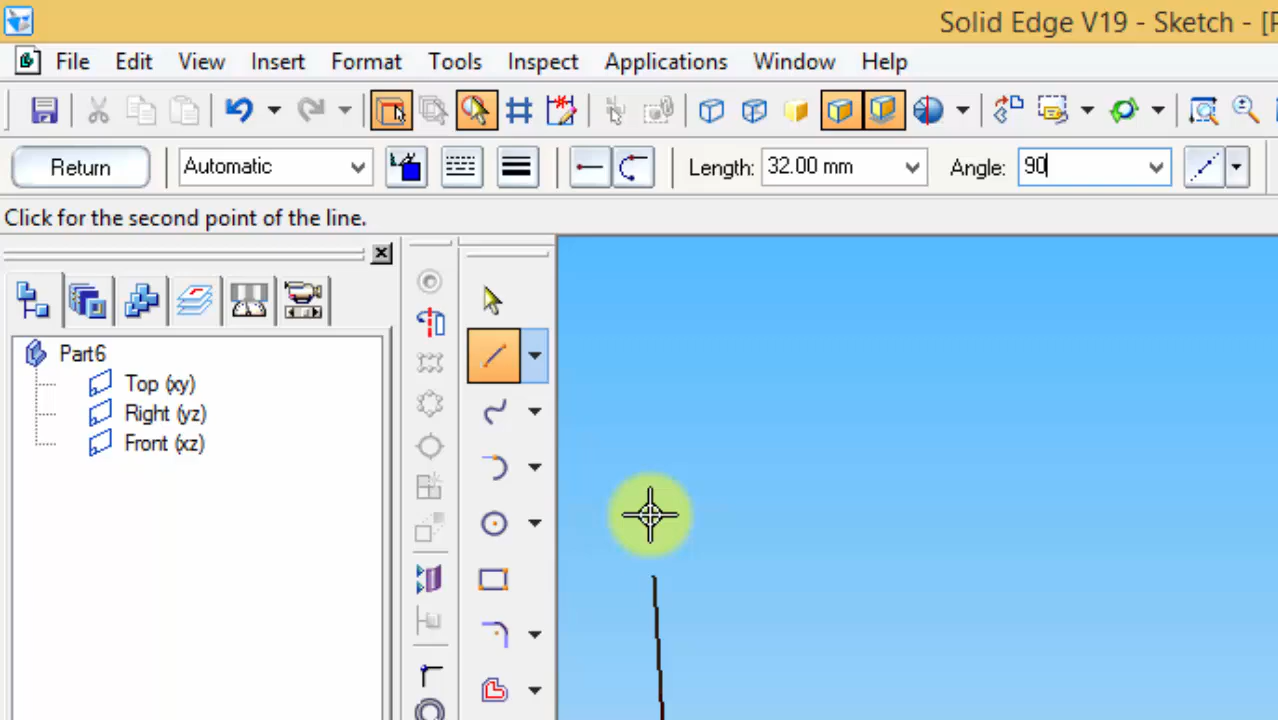 Solid Edge V19 - Sketch - [F
File Edit View Insert Format Tools Inspect Applications Window Help
Return Automatic Length: 32.00 mm Angle: 90
Click for the second point of the line.
Part6
Top (xy)
Right (yz)
Front (xz)